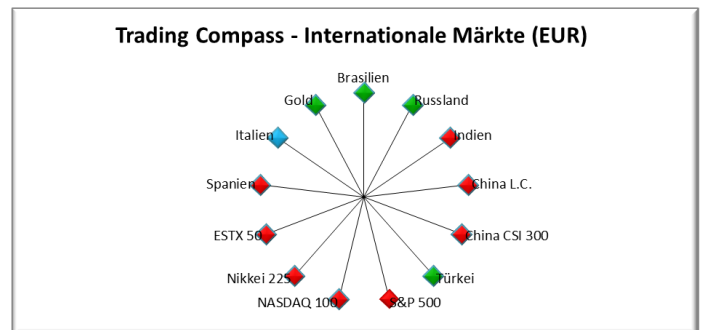 Trading Compass - Internationale Märkte (EUR)
Brasilien
Gold
Russland
Italien
Indien
Spanien
China L.C.
ESTX 50
China CSI 300
Nikkei 225
Türkei
NASDAQ 100
S&P 500